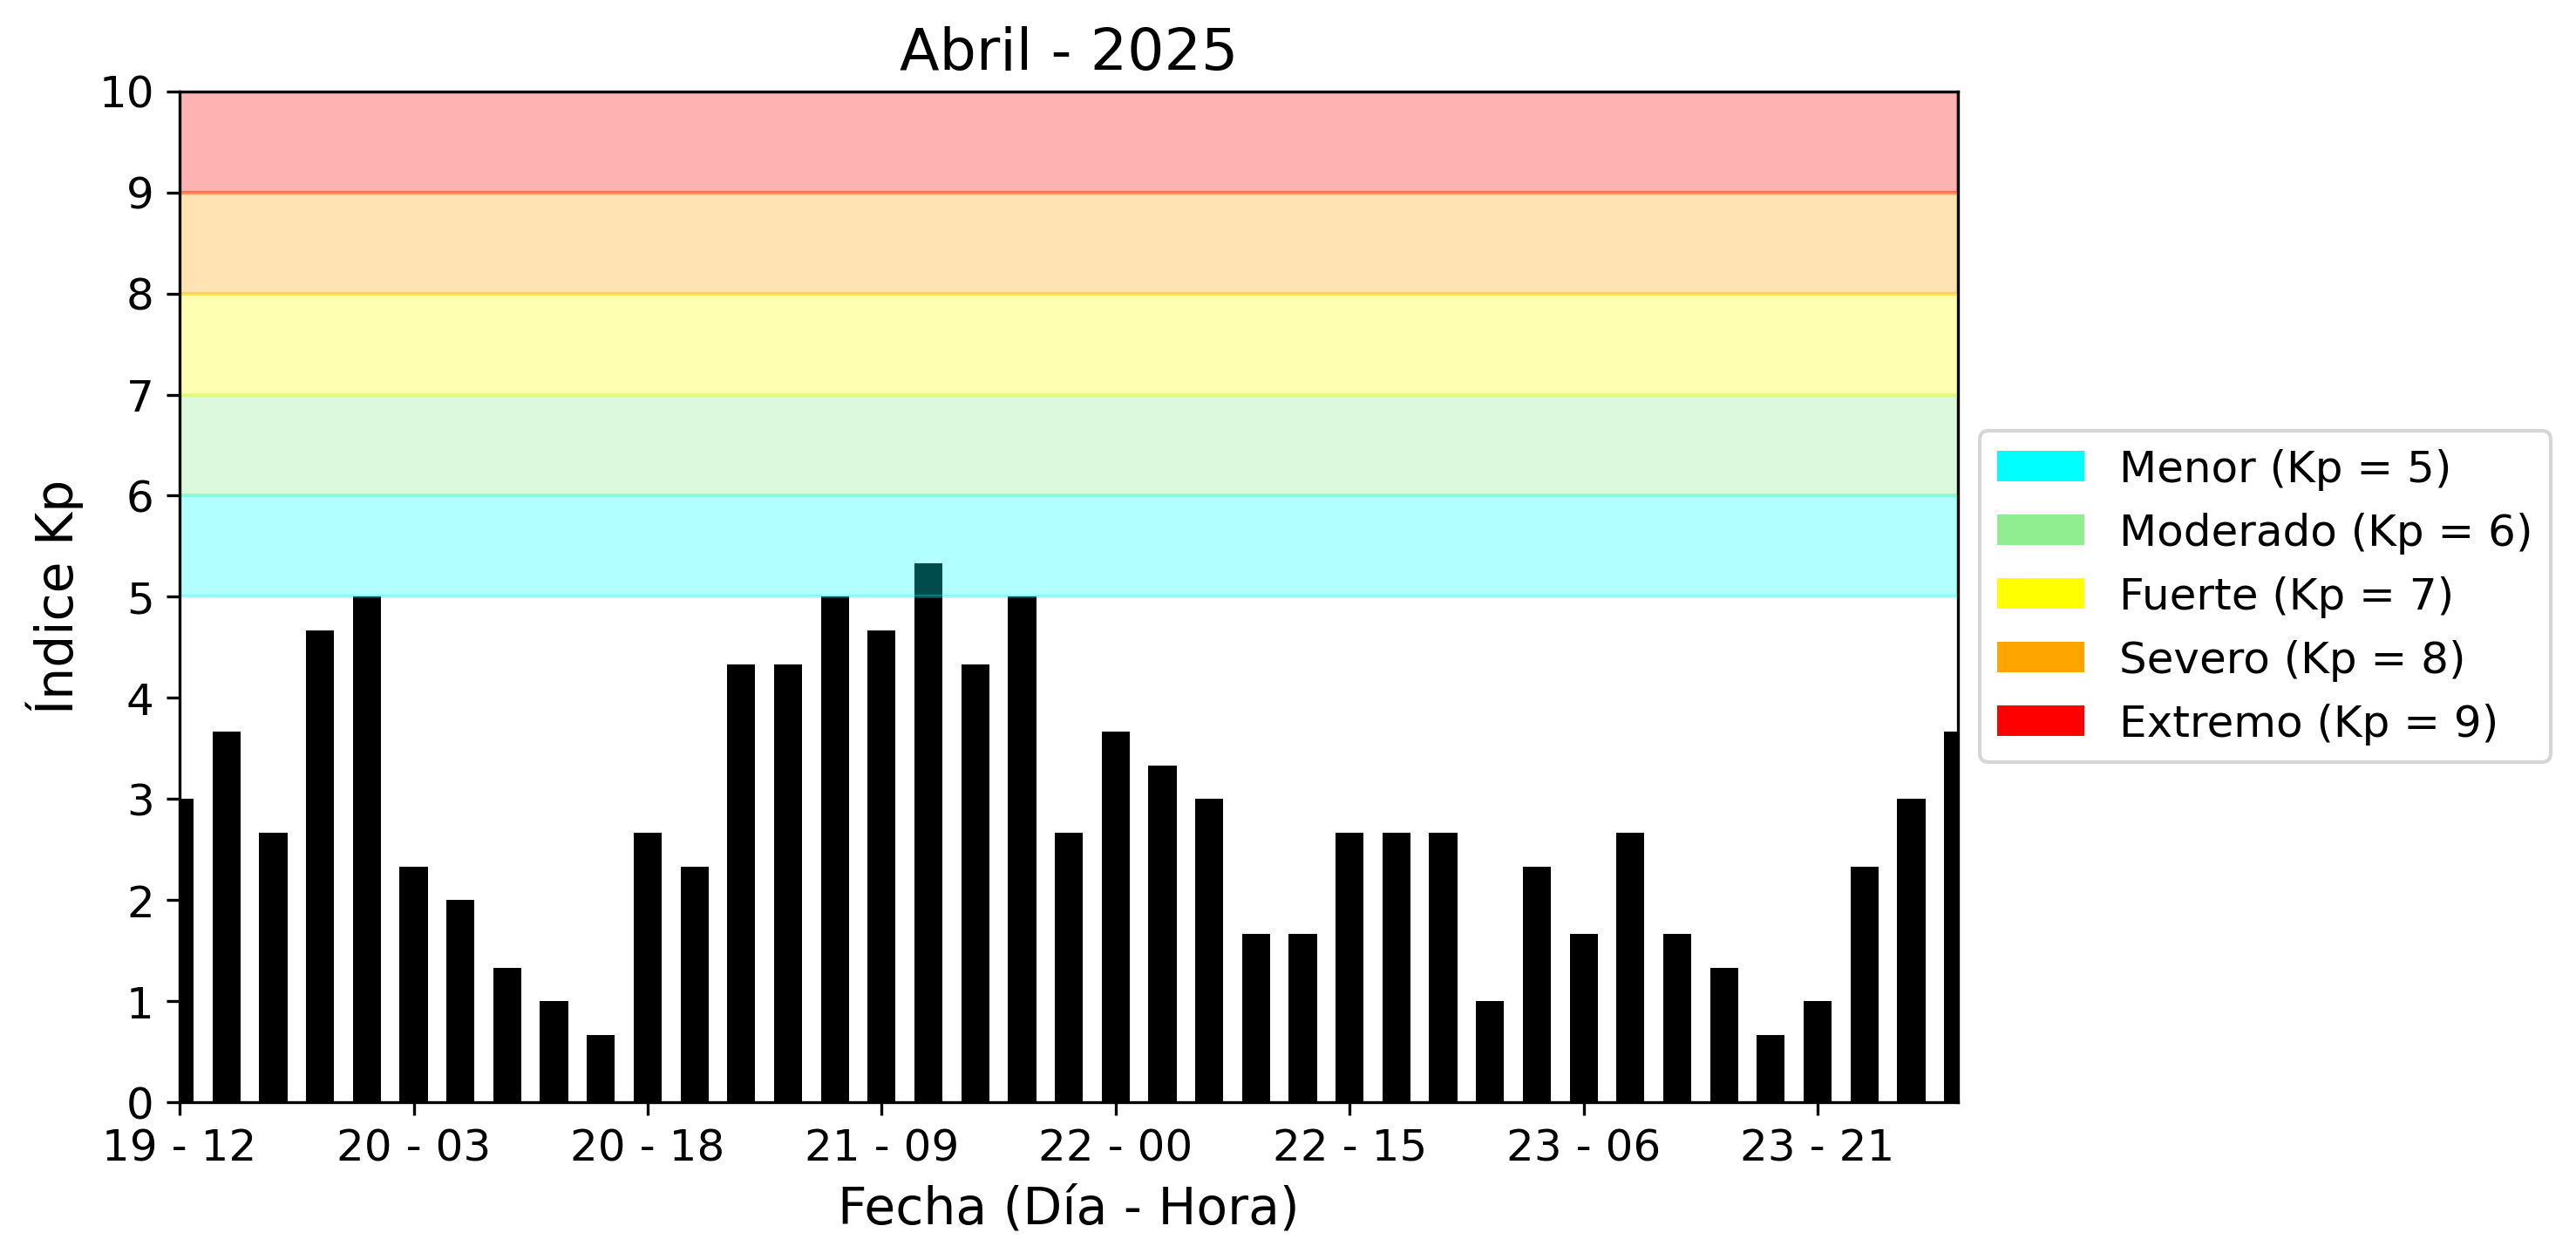 Abril - 2025
10
9
8
7
6
5
4
3
2
1
0
Índice Kp
19 - 12
20 - 03
20 - 18
21 - 09
22 - 00
22 - 15
23 - 06
23 - 21
Fecha (Día - Hora)
Menor (Kp = 5)
Moderado (Kp = 6)
Fuerte (Kp = 7)
Severo (Kp = 8)
Extremo (Kp = 9)